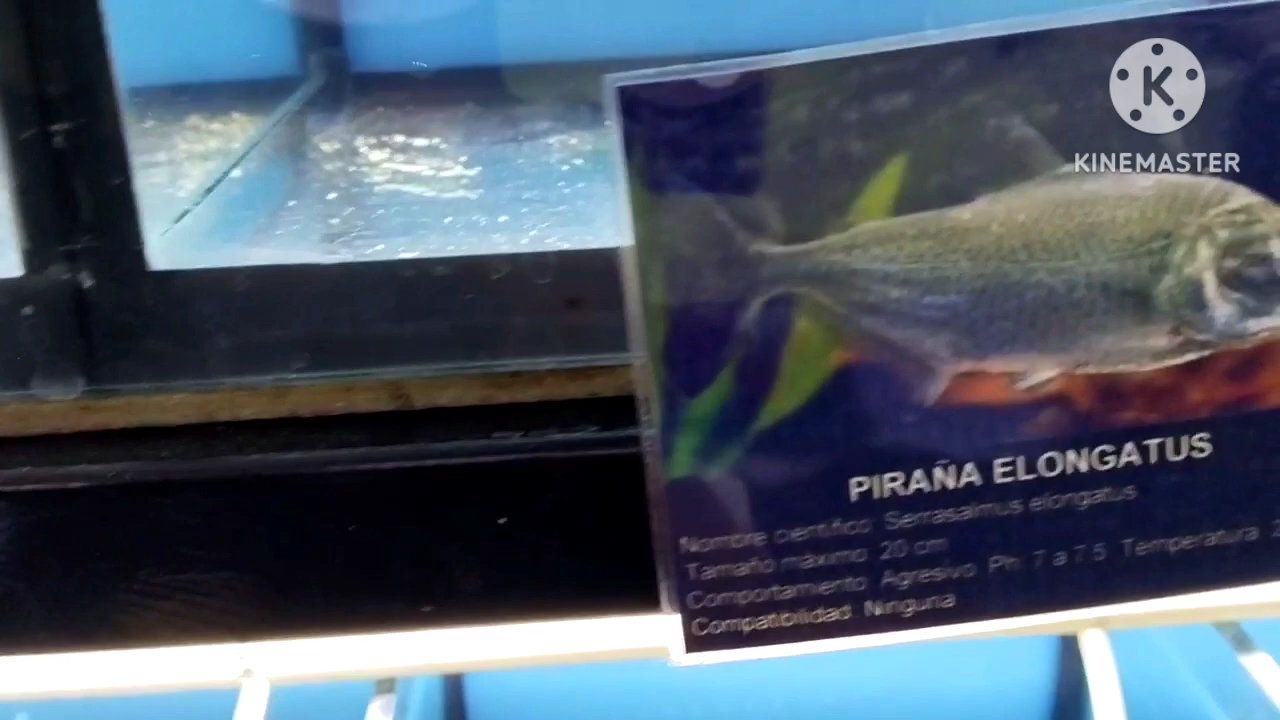 K
KINEMASTER
PIRAÑA ELONGATUS
Nombre científico: Serrasalmus elongatus
Tamaño máximo: 20 cm
Comportamiento: Agresivo Ph: 7 a 7.5 Temperatura: 2
Compatibilidad: Ninguna